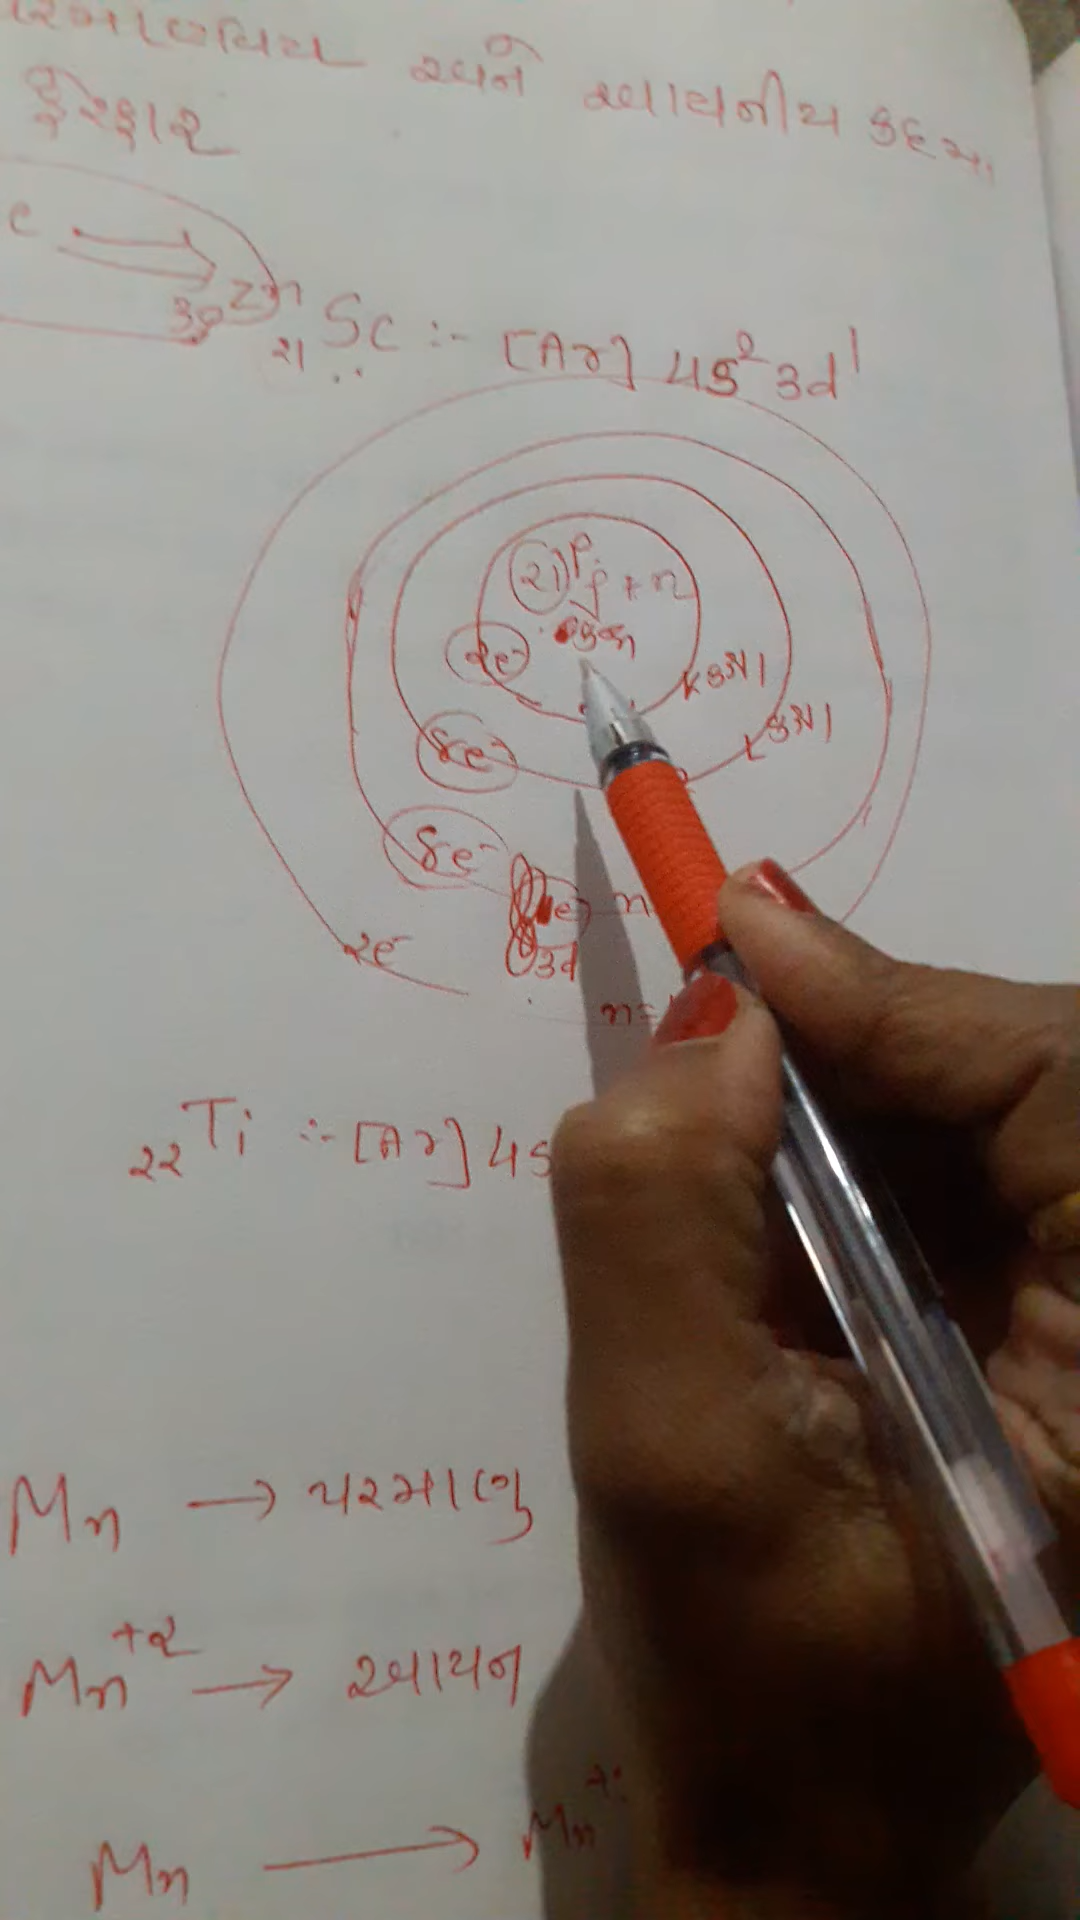 પરમાણ્વિય અને આયનીય કદમાં
ફેરફાર
c ⟹ 30Zn
21Sc :- [Ar] 4s² 3d¹
21 p + n
2e⁻ કક્ષા
8e⁻ કક્ષા
8e⁻ e n
2e⁻ 3d
n=
22Ti :- [Ar] 4s
Mn → પરમાણુ
Mn⁺² → આયન
Mn → Mn